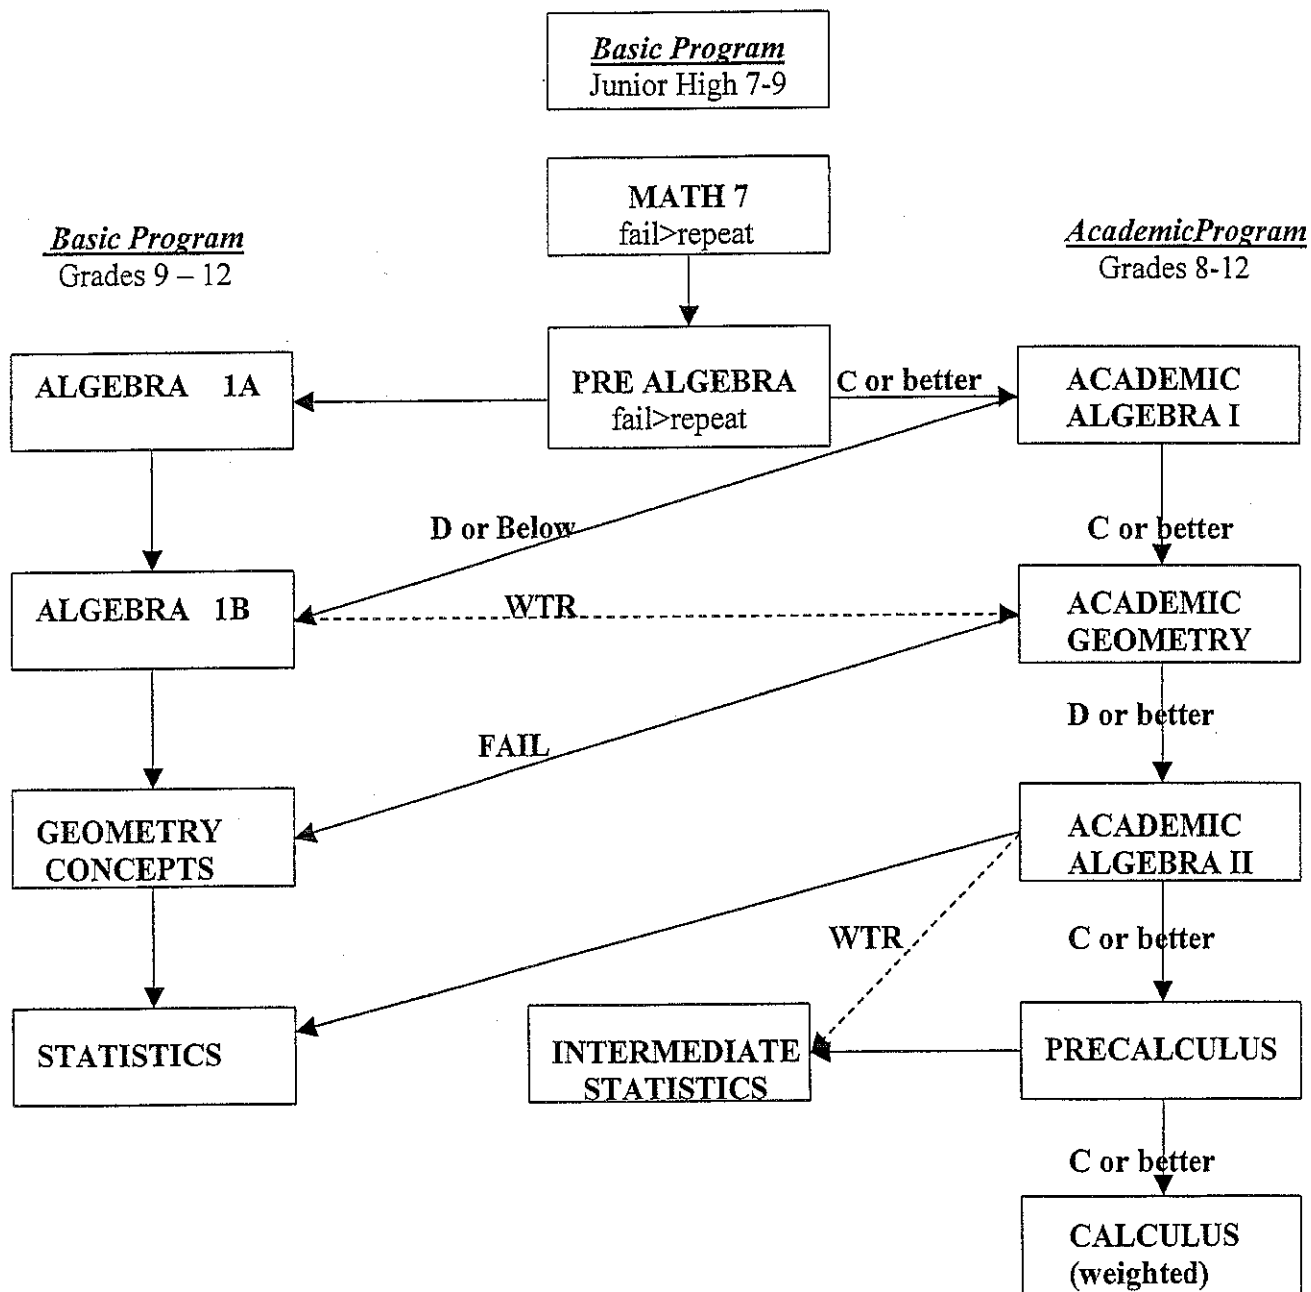 Basic Program
Junior High 7-9
MATH 7
fail>repeat
Basic Program
Grades 9 – 12
AcademicProgram
Grades 8-12
ALGEBRA 1A
PRE ALGEBRA
fail>repeat
C or better
ACADEMIC
ALGEBRA I
D or Below
C or better
ALGEBRA 1B
WTR
ACADEMIC
GEOMETRY
D or better
FAIL
GEOMETRY
CONCEPTS
ACADEMIC
ALGEBRA II
WTR
C or better
STATISTICS
INTERMEDIATE
STATISTICS
PRECALCULUS
C or better
CALCULUS
(weighted)